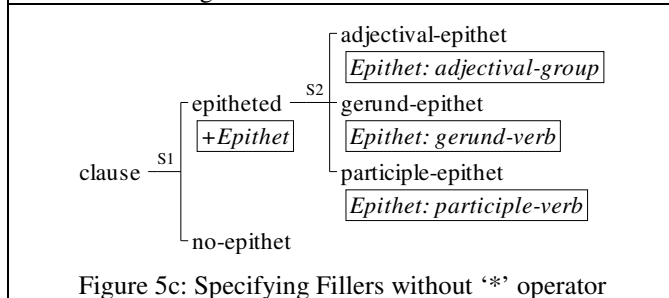 adjectival-epithet
Epithet: adjectival-group
S2
epitheted
gerund-epithet
+Epithet
Epithet: gerund-verb
S1
clause
participle-epithet
Epithet: participle-verb
no-epithet
Figure 5c: Specifying Fillers without ‘*’ operator